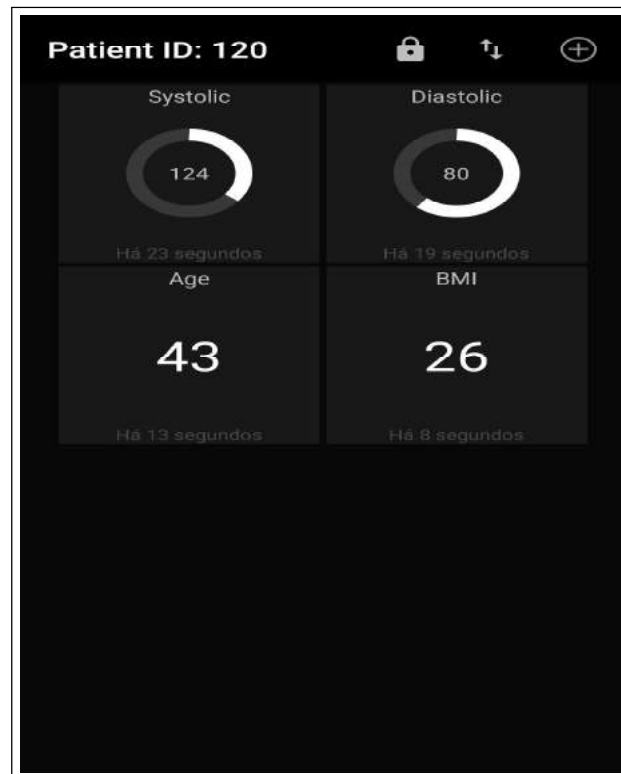 Patient ID: 120
Systolic Diastolic
124 80
Há 23 segundos Há 19 segundos
Age BMI
43 26
Há 13 segundos Há 8 segundos